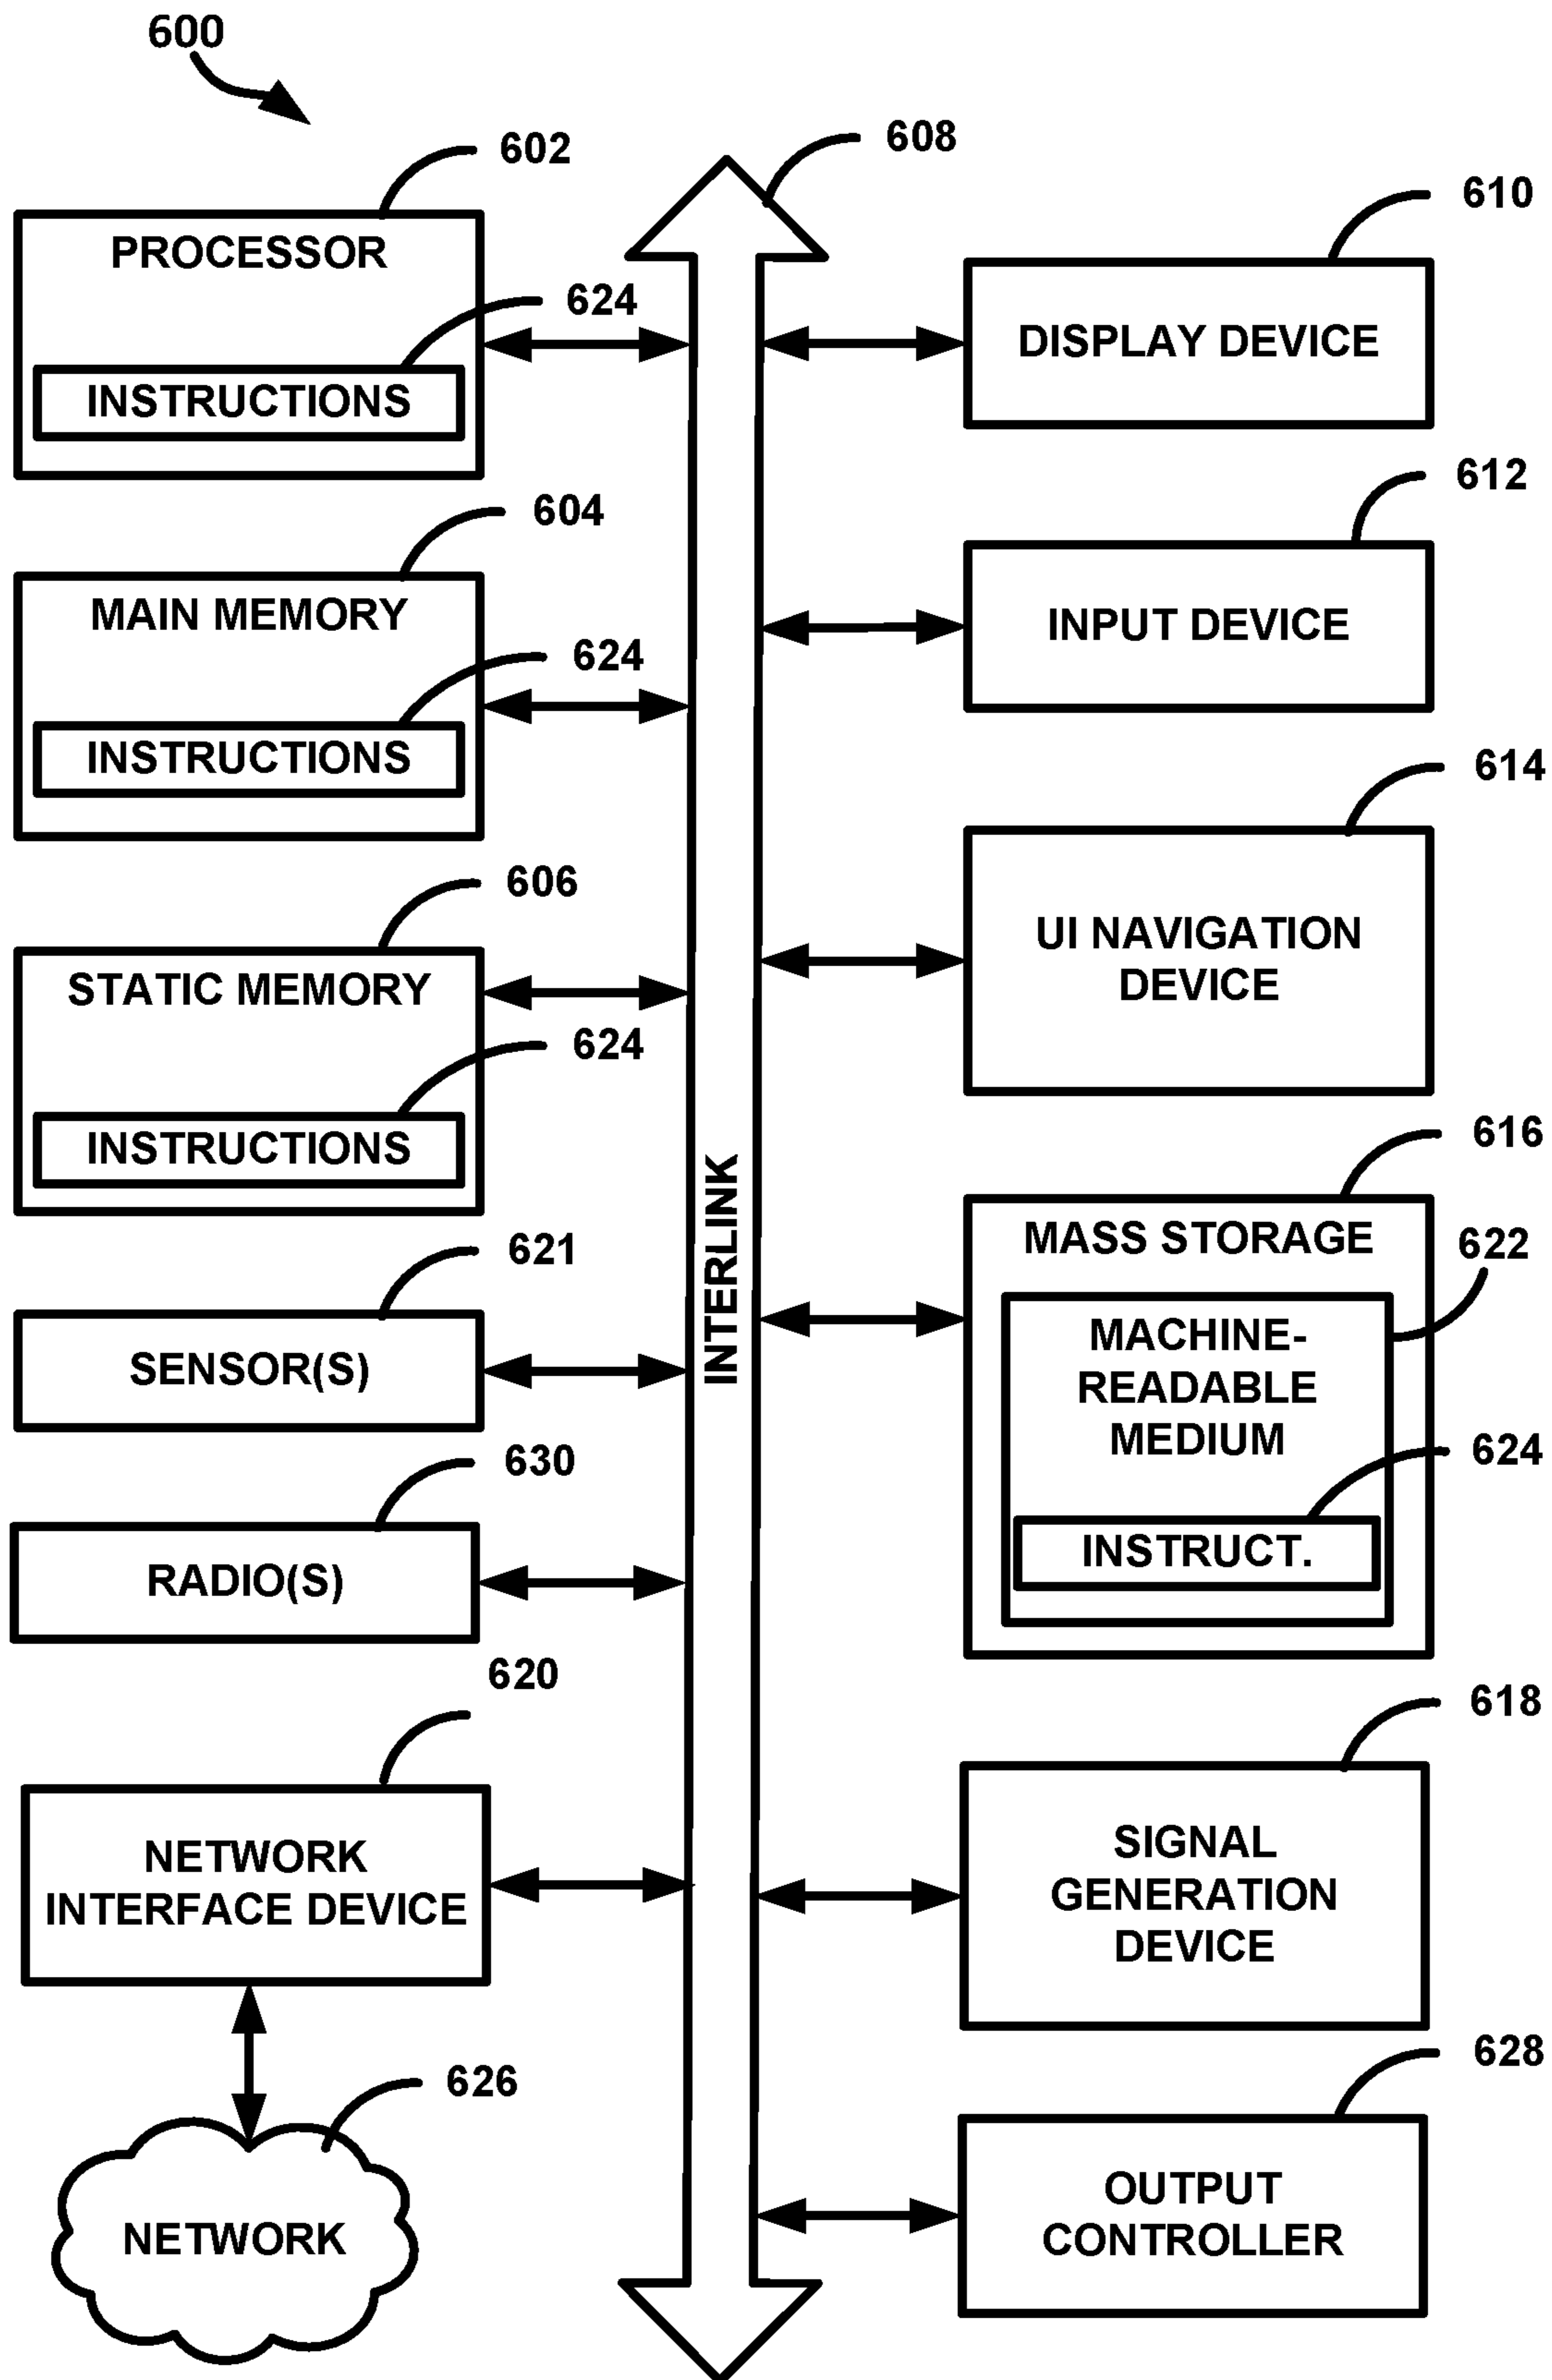 600
602
PROCESSOR
624
INSTRUCTIONS
604
MAIN MEMORY
624
INSTRUCTIONS
606
STATIC MEMORY
624
INSTRUCTIONS
621
SENSOR(S)
630
RADIO(S)
620
NETWORK
INTERFACE DEVICE
626
NETWORK
608
INTERLINK
610
DISPLAY DEVICE
612
INPUT DEVICE
614
UI NAVIGATION
DEVICE
616
MASS STORAGE
622
MACHINE-
READABLE
MEDIUM
624
INSTRUCT.
618
SIGNAL
GENERATION
DEVICE
628
OUTPUT
CONTROLLER